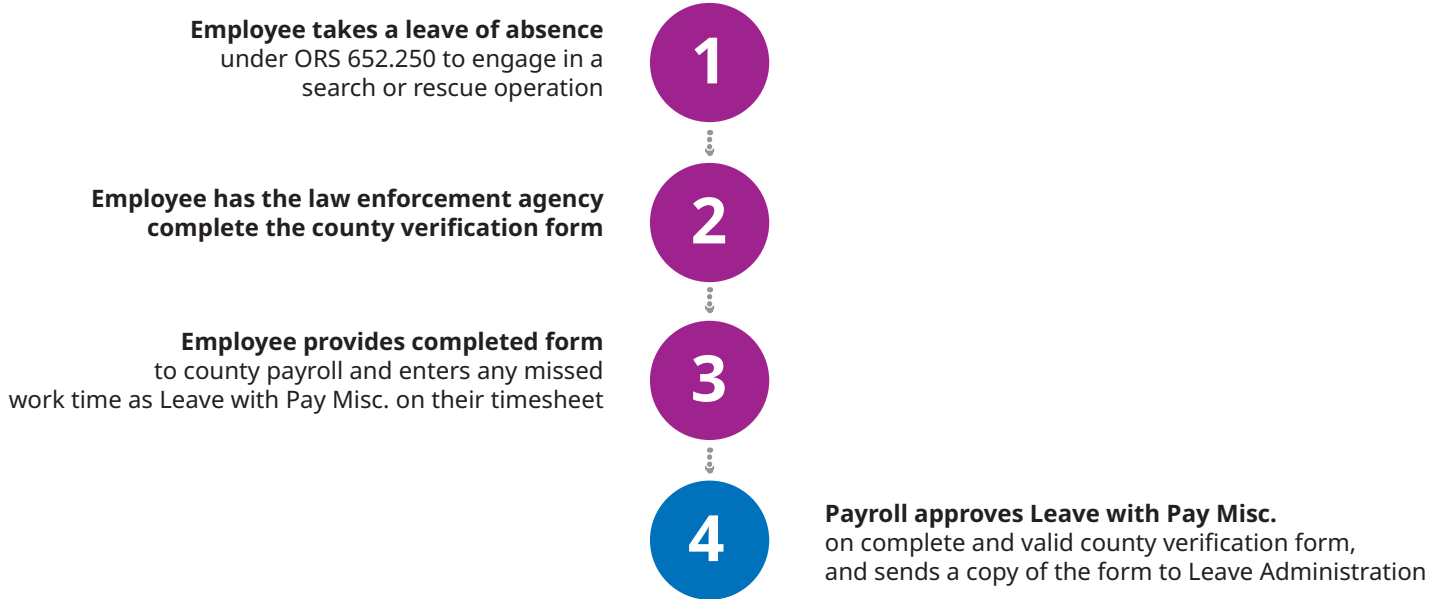 Employee takes a leave of absence
under ORS 652.250 to engage in a
search or rescue operation
1
Employee has the law enforcement agency
complete the county verification form
2
Employee provides completed form
to county payroll and enters any missed
work time as Leave with Pay Misc. on their timesheet
3
4
Payroll approves Leave with Pay Misc.
on complete and valid county verification form,
and sends a copy of the form to Leave Administration